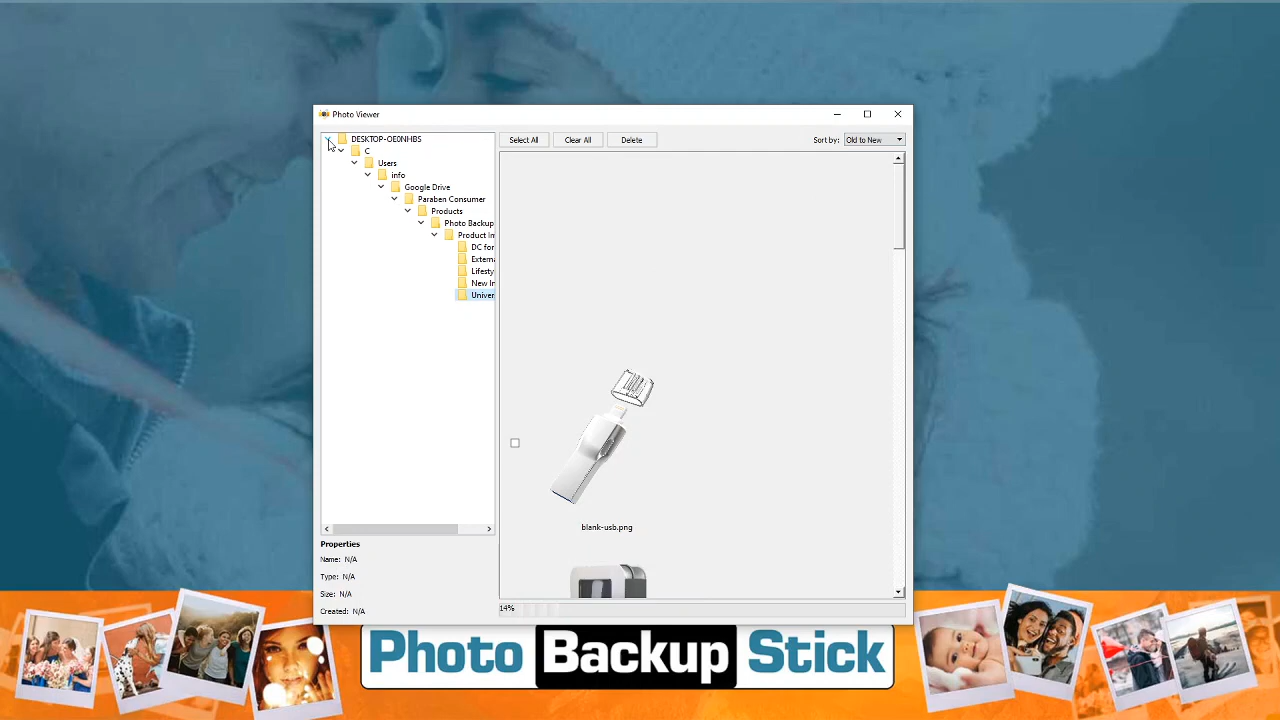 Photo Viewer
DESKTOP-OE0NHBS
C
Users
info
Google Drive
Paraben Consumer
Products
Photo Backup
Product In
DC for
Externa
Lifesty
New In
Univer
Select All
Clear All
Delete
Sort by:
Old to New
blank-usb.png
14%
Properties
Name: N/A
Type: N/A
Size: N/A
Created: N/A
Photo Backup Stick